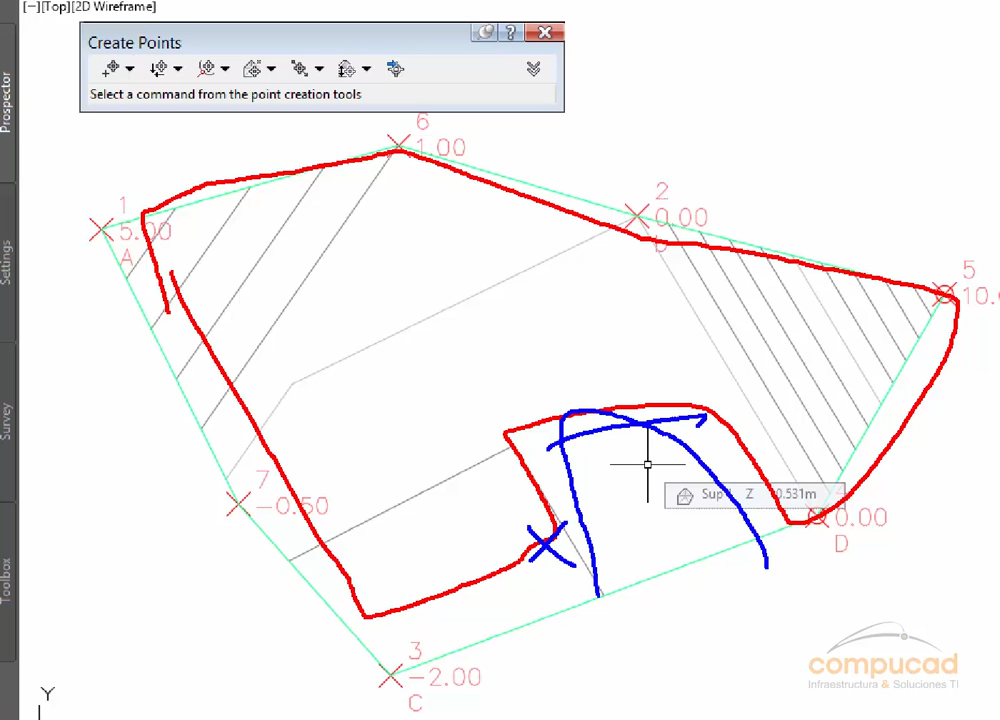 [−][Top][2D Wireframe]
Create Points
Select a command from the point creation tools
Prospector
Settings
Survey
Toolbox
6
1.00
1
5.00
A
2
0.00
5
10.
7
−0.50
Sup Z 0.531m
0.00
D
3
−2.00
C
Y
compucad
Infraestructura & Soluciones TI